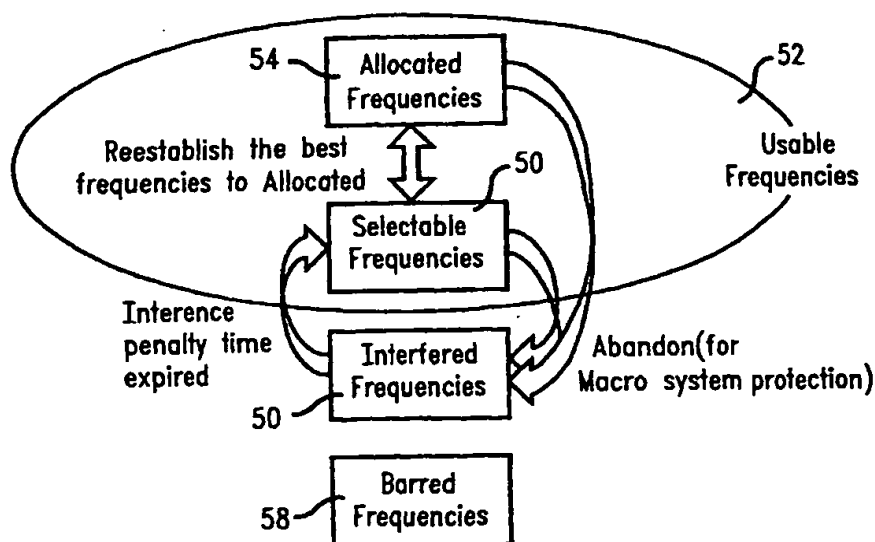 54
Allocated
Frequencies
52
Usable
Frequencies
Reestablish the best
frequencies to Allocated
50
Selectable
Frequencies
Inference
penalty time
expired
Interfered
Frequencies
50
Abandon(for
Macro system protection)
Barred
Frequencies
58